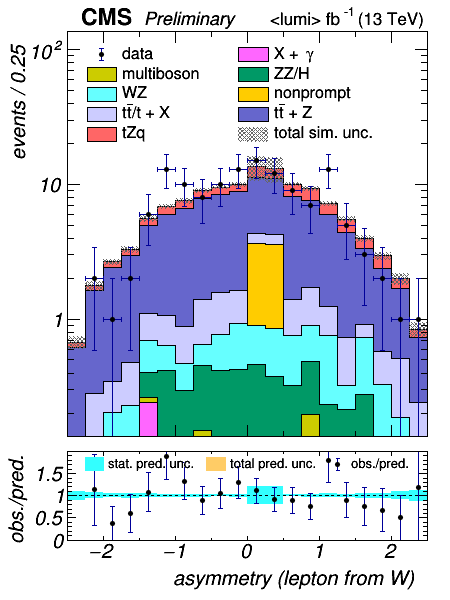 CMS Preliminary <lumi> fb⁻¹ (13 TeV)
events / 0.25
10²
10
1
data
multiboson
WZ
tt̄/t + X
tZq
X + γ
ZZ/H
nonprompt
tt̄ + Z
total sim. unc.
obs./pred.
1.5
1
0.5
0
stat. pred. unc. total pred. unc. obs./pred.
−2 −1 0 1 2
asymmetry (lepton from W)